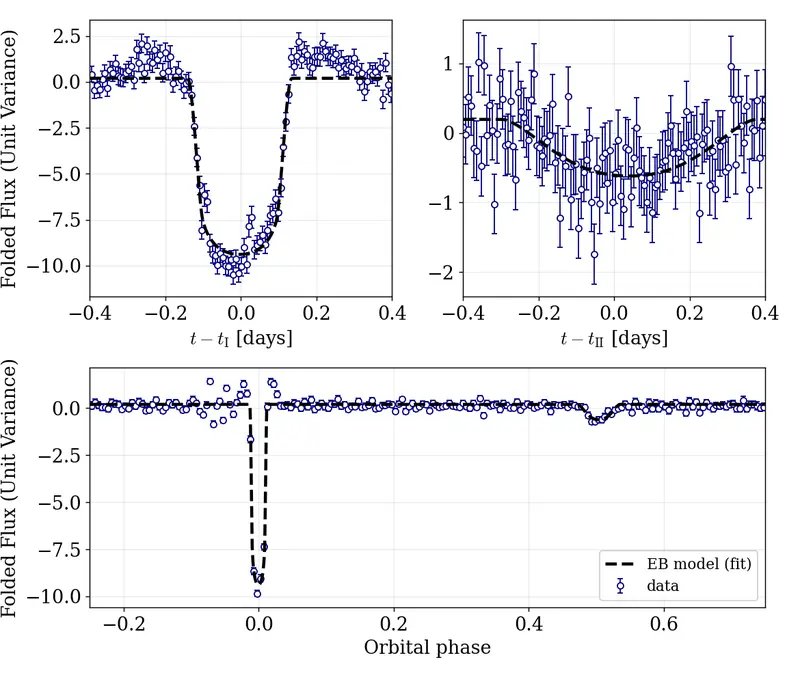 Folded Flux (Unit Variance)
2.5
0.0
−2.5
−5.0
−7.5
−10.0
−0.4 −0.2 0.0 0.2 0.4
t − tI [days]
1
0
−1
−2
−0.4 −0.2 0.0 0.2 0.4
t − tII [days]
Folded Flux (Unit Variance)
0.0
−2.5
−5.0
−7.5
−10.0
−0.2 0.0 0.2 0.4 0.6
Orbital phase
EB model (fit)
data